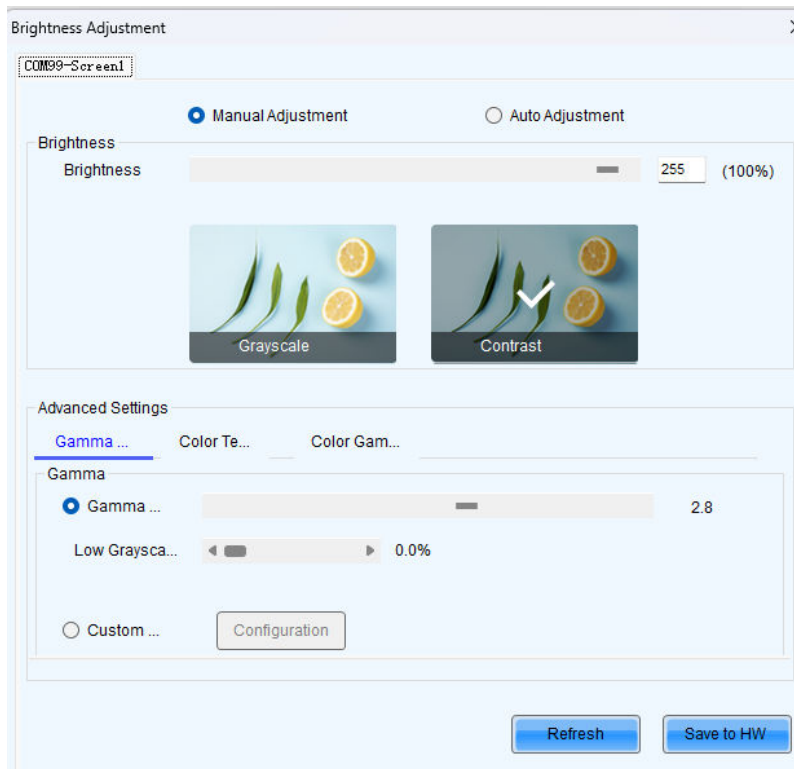 Brightness Adjustment
COM99-Screen1
Manual Adjustment Auto Adjustment
Brightness
Brightness 255 (100%)
Grayscale Contrast
Advanced Settings
Gamma ... Color Te... Color Gam...
Gamma
Gamma ... 2.8
Low Graysca... 0.0%
Custom ... Configuration
Refresh Save to HW